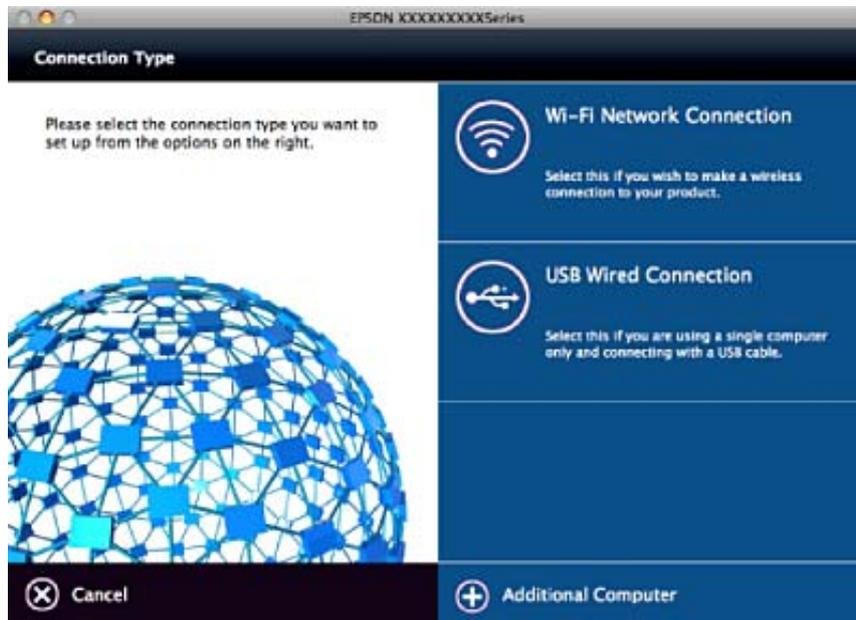 EPSON XXXXXXXXXSeries
Connection Type
Please select the connection type you want to
set up from the options on the right.
Wi-Fi Network Connection
Select this if you wish to make a wireless
connection to your product.
USB Wired Connection
Select this if you are using a single computer
only and connecting with a USB cable.
Cancel
Additional Computer